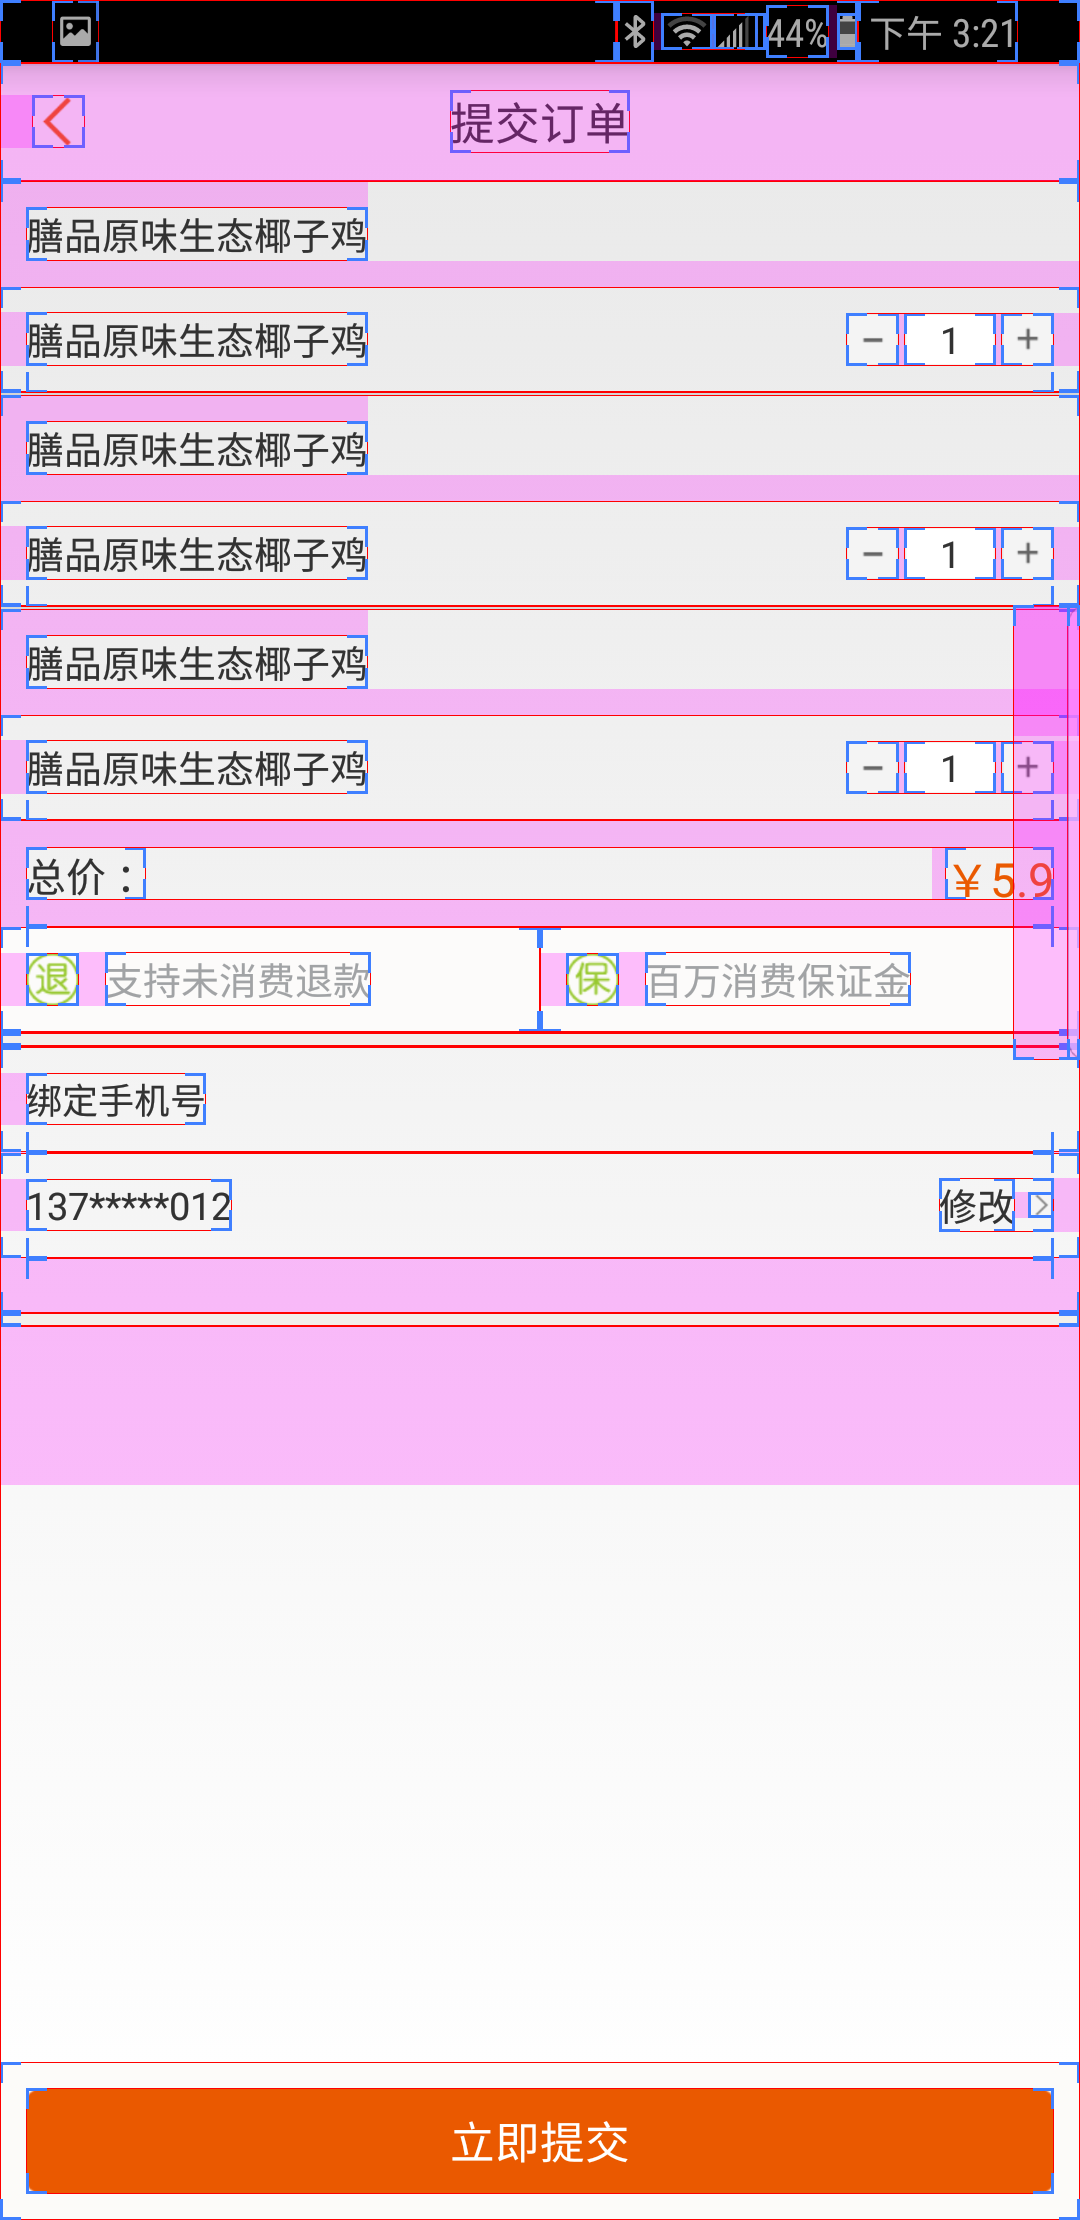 44% 下午 3:21
提交订单
膳品原味生态椰子鸡
膳品原味生态椰子鸡 − 1 +
膳品原味生态椰子鸡
膳品原味生态椰子鸡 − 1 +
膳品原味生态椰子鸡
膳品原味生态椰子鸡 − 1 +
总价： ￥5.9
退 支持未消费退款 保 百万消费保证金
绑定手机号
137*****012 修改
立即提交